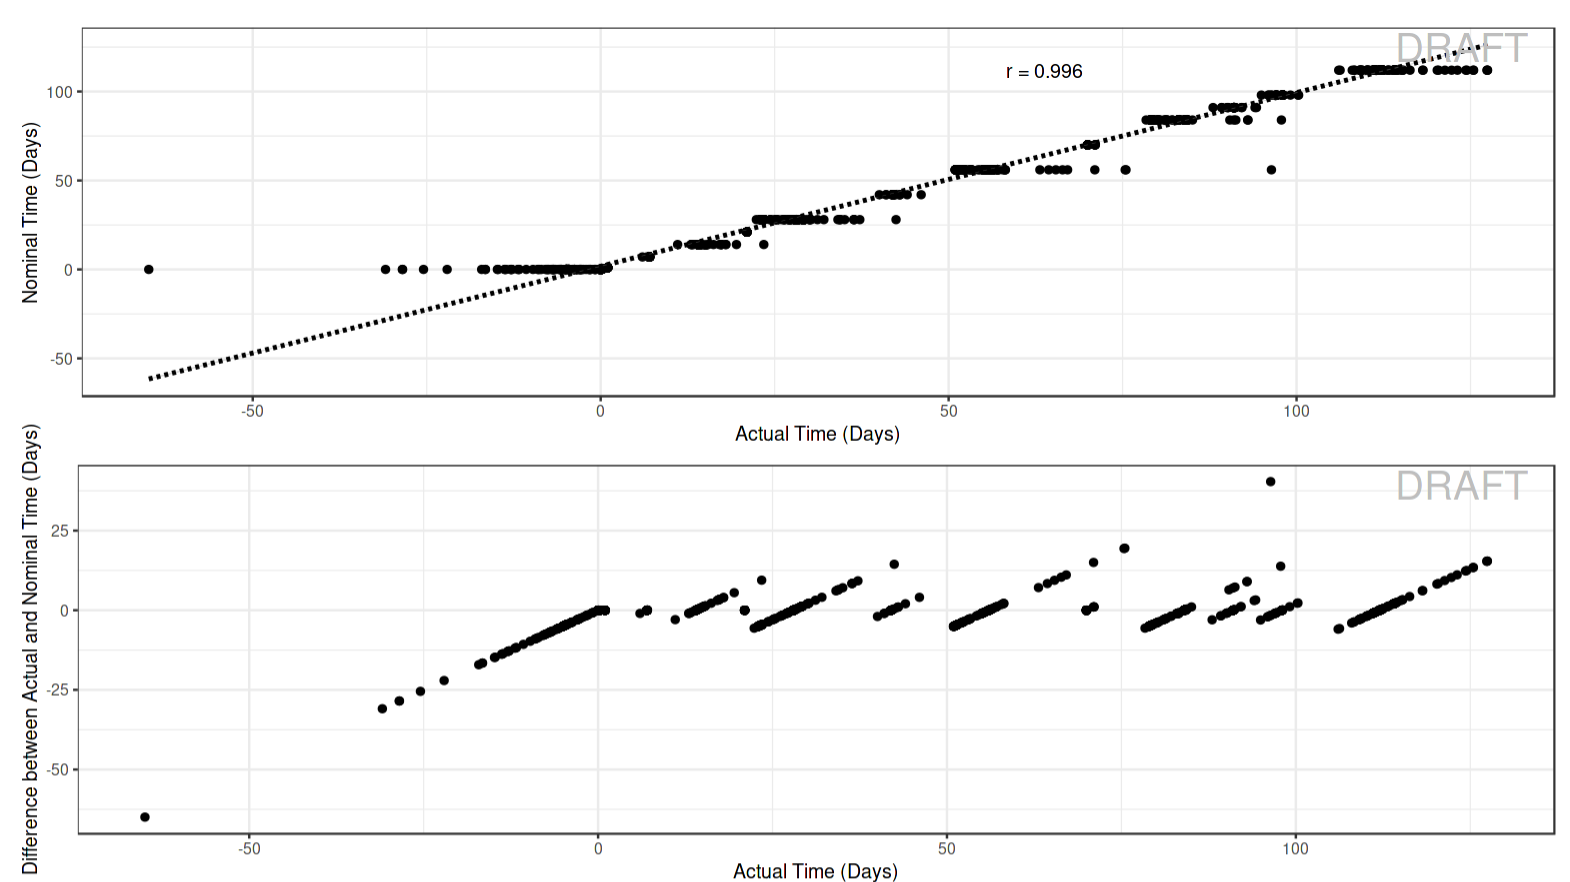 DRAFT
r = 0.996
Nominal Time (Days)
100
50
0
-50
-50
0
50
100
Actual Time (Days)
DRAFT
Difference between Actual and Nominal Time (Days)
25
0
-25
-50
-50
0
50
100
Actual Time (Days)